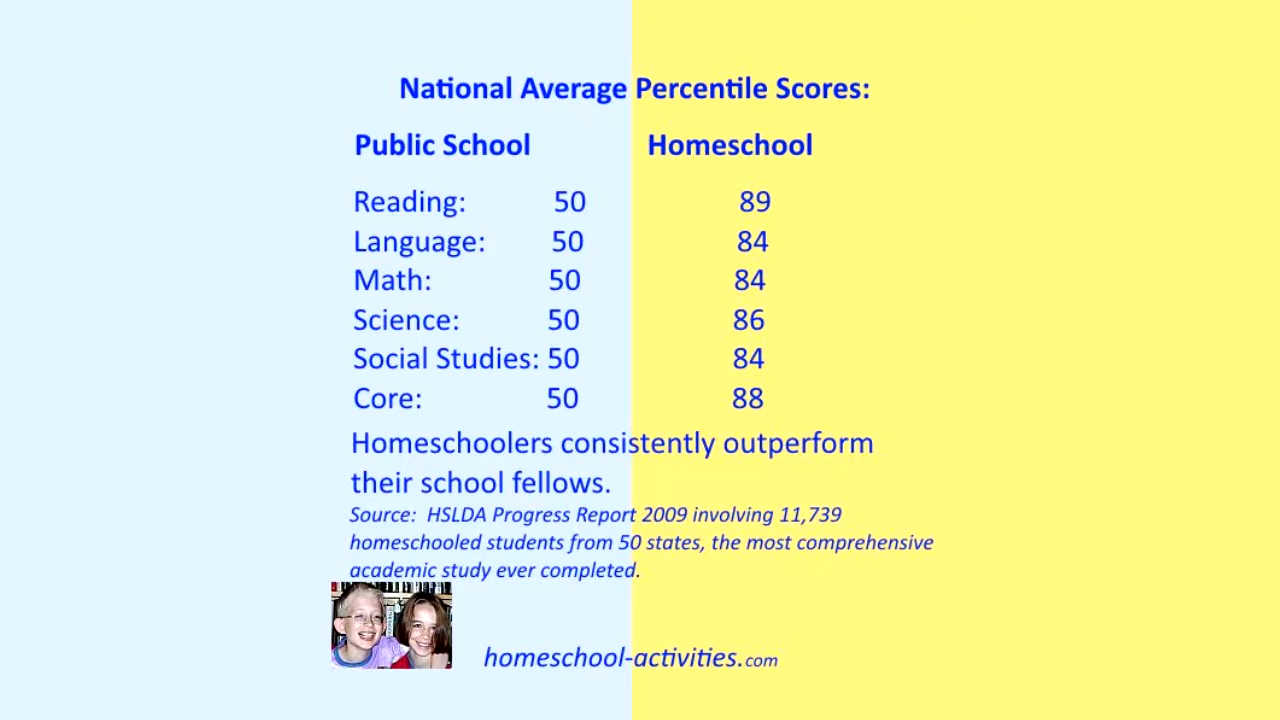 National Average Percentile Scores:
Public School Homeschool
Reading: 50 89
Language: 50 84
Math: 50 84
Science: 50 86
Social Studies: 50 84
Core: 50 88
Homeschoolers consistently outperform
their school fellows.
Source: HSLDA Progress Report 2009 involving 11,739
homeschooled students from 50 states, the most comprehensive
academic study ever completed.
homeschool-activities.com